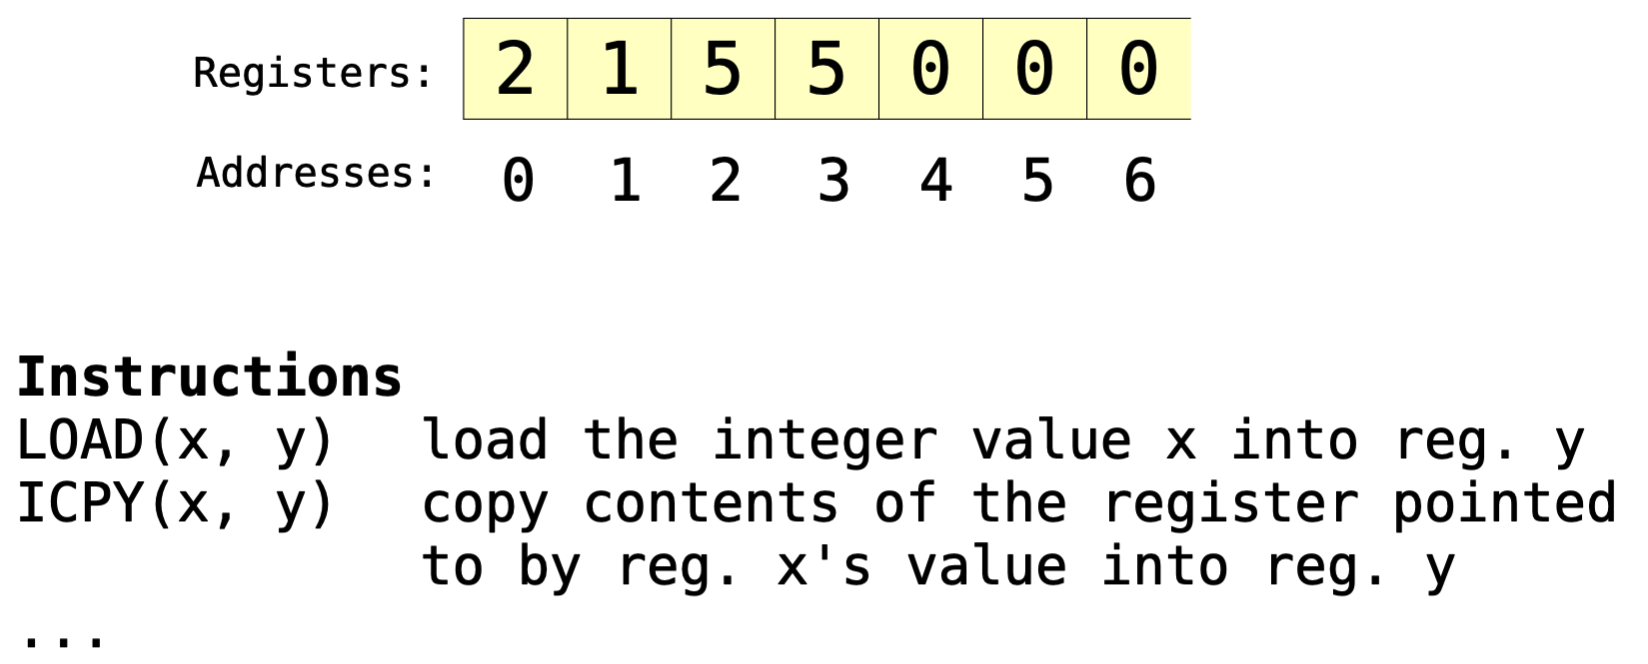 Registers: 2 1 5 5 0 0 0
Addresses: 0 1 2 3 4 5 6
Instructions
LOAD(x, y) load the integer value x into reg. y
ICPY(x, y) copy contents of the register pointed
to by reg. x's value into reg. y
...